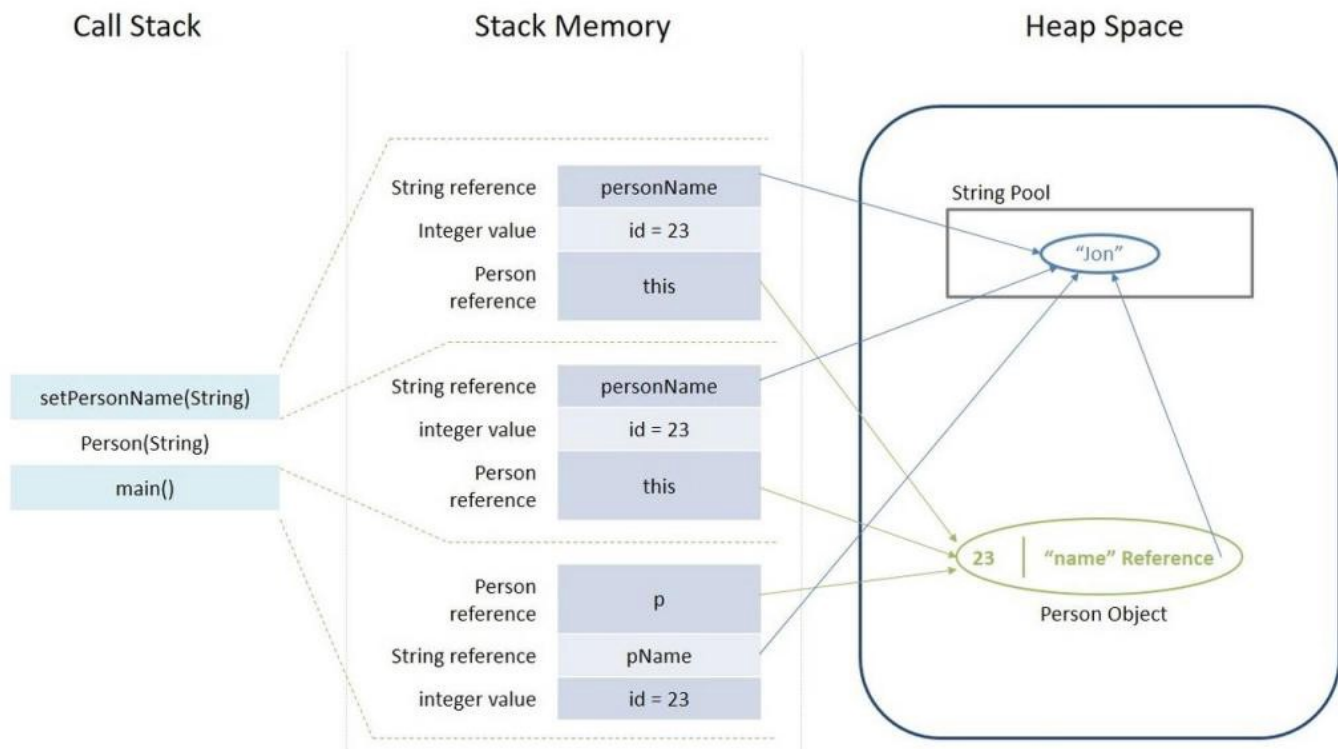 Call Stack
Stack Memory
Heap Space
setPersonName(String)
Person(String)
main()
String reference
personName
Integer value
id = 23
Person
reference
this
String reference
personName
integer value
id = 23
Person
reference
this
Person
reference
p
String reference
pName
integer value
id = 23
String Pool
“Jon”
23
“name” Reference
Person Object